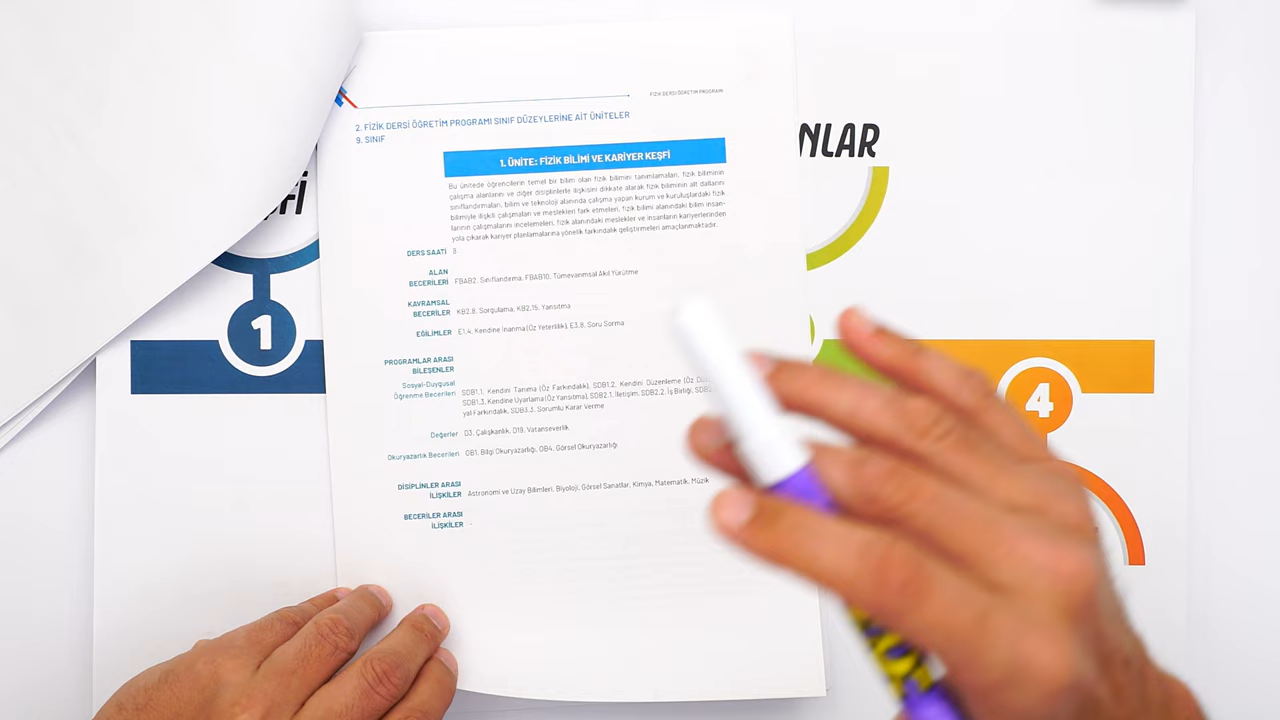 FİZİK DERSİ ÖĞRETİM PROGRAMI
2. FİZİK DERSİ ÖĞRETİM PROGRAMI SINIF DÜZEYLERİNE AİT ÜNİTELER
9. SINIF
1. ÜNİTE: FİZİK BİLİMİ VE KARİYER KEŞFİ
Bu ünitede öğrencilerin temel bir bilim olan fizik bilimini tanımlamaları, fizik biliminin
çalışma alanlarını ve diğer disiplinlerle ilişkisini dikkate alarak fizik biliminin alt dallarını
sınıflandırmaları, bilim ve teknoloji alanında çalışma yapan kurum ve kuruluşlardaki fizik
bilimiyle ilişkili çalışmaları ve meslekleri fark etmeleri, fizik bilimi alanındaki bilim insan-
larının çalışmalarını incelemeleri, fizik alanındaki meslekler ve insanların kariyerlerinden
yola çıkarak kariyer planlamalarına yönelik farkındalık geliştirmeleri amaçlanmaktadır.
DERS SAATİ 8
ALAN
BECERİLERİ FBAB2. Sınıflandırma, FBAB10. Tümevarımsal Akıl Yürütme
KAVRAMSAL
BECERİLER KB2.8. Sorgulama, KB2.15. Yansıtma
EĞİLİMLER E1.4. Kendine İnanma (Öz Yeterlilik), E3.8. Soru Sorma
PROGRAMLAR ARASI
BİLEŞENLER
Sosyal-Duygusal
Öğrenme Becerileri SDB1.1. Kendini Tanıma (Öz Farkındalık), SDB1.2. Kendini Düzenleme (Öz
SDB1.3. Kendine Uyarlama (Öz Yansıtma), SDB2.1. İletişim, SDB2.2. İş Birliği,
yal Farkındalık, SDB3.3. Sorumlu Karar Verme
Değerler D3. Çalışkanlık, D19. Vatanseverlik
Okuryazarlık Becerileri OB1. Bilgi Okuryazarlığı, OB4. Görsel Okuryazarlığı
DİSİPLİNLER ARASI
İLİŞKİLER Astronomi ve Uzay Bilimleri, Biyoloji, Görsel Sanatlar, Kimya, Matematik, Müzik
BECERİLER ARASI
İLİŞKİLER -
NLAR
Fİ
1
4